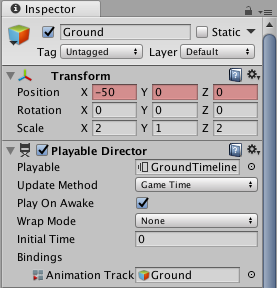 Inspector
Ground Static
Tag Untagged Layer Default
Transform
Position X -50 Y 0 Z 0
Rotation X 0 Y 0 Z 0
Scale X 2 Y 1 Z 2
Playable Director
Playable GroundTimeline
Update Method Game Time
Play On Awake
Wrap Mode None
Initial Time 0
Bindings
Animation Track Ground